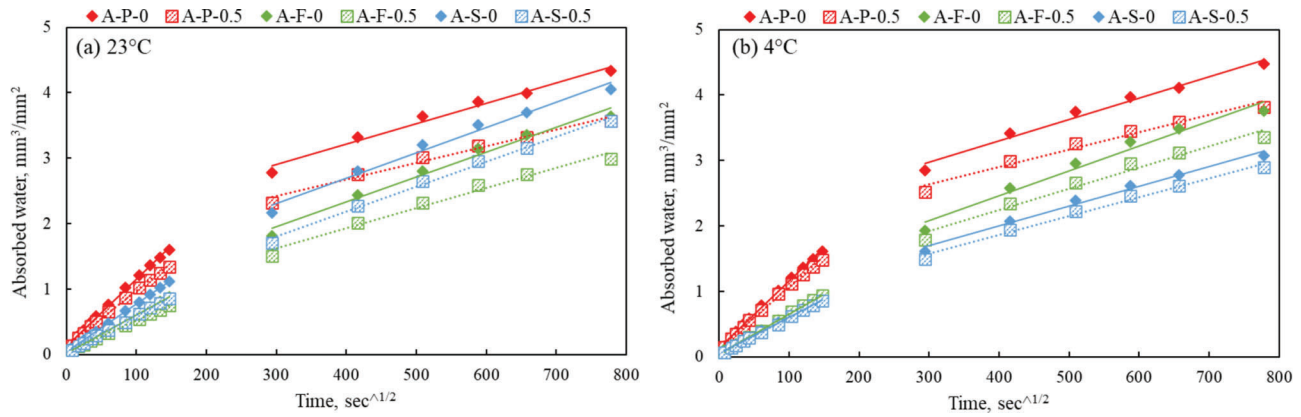 A-P-0 A-P-0.5 A-F-0 A-F-0.5 A-S-0 A-S-0.5
(a) 23°C
Absorbed water, mm³/mm²
5
4
3
2
1
0
0 100 200 300 400 500 600 700 800
Time, sec^1/2
A-P-0 A-P-0.5 A-F-0 A-F-0.5 A-S-0 A-S-0.5
(b) 4°C
Absorbed water, mm³/mm²
5
4
3
2
1
0
0 100 200 300 400 500 600 700 800
Time, sec^1/2